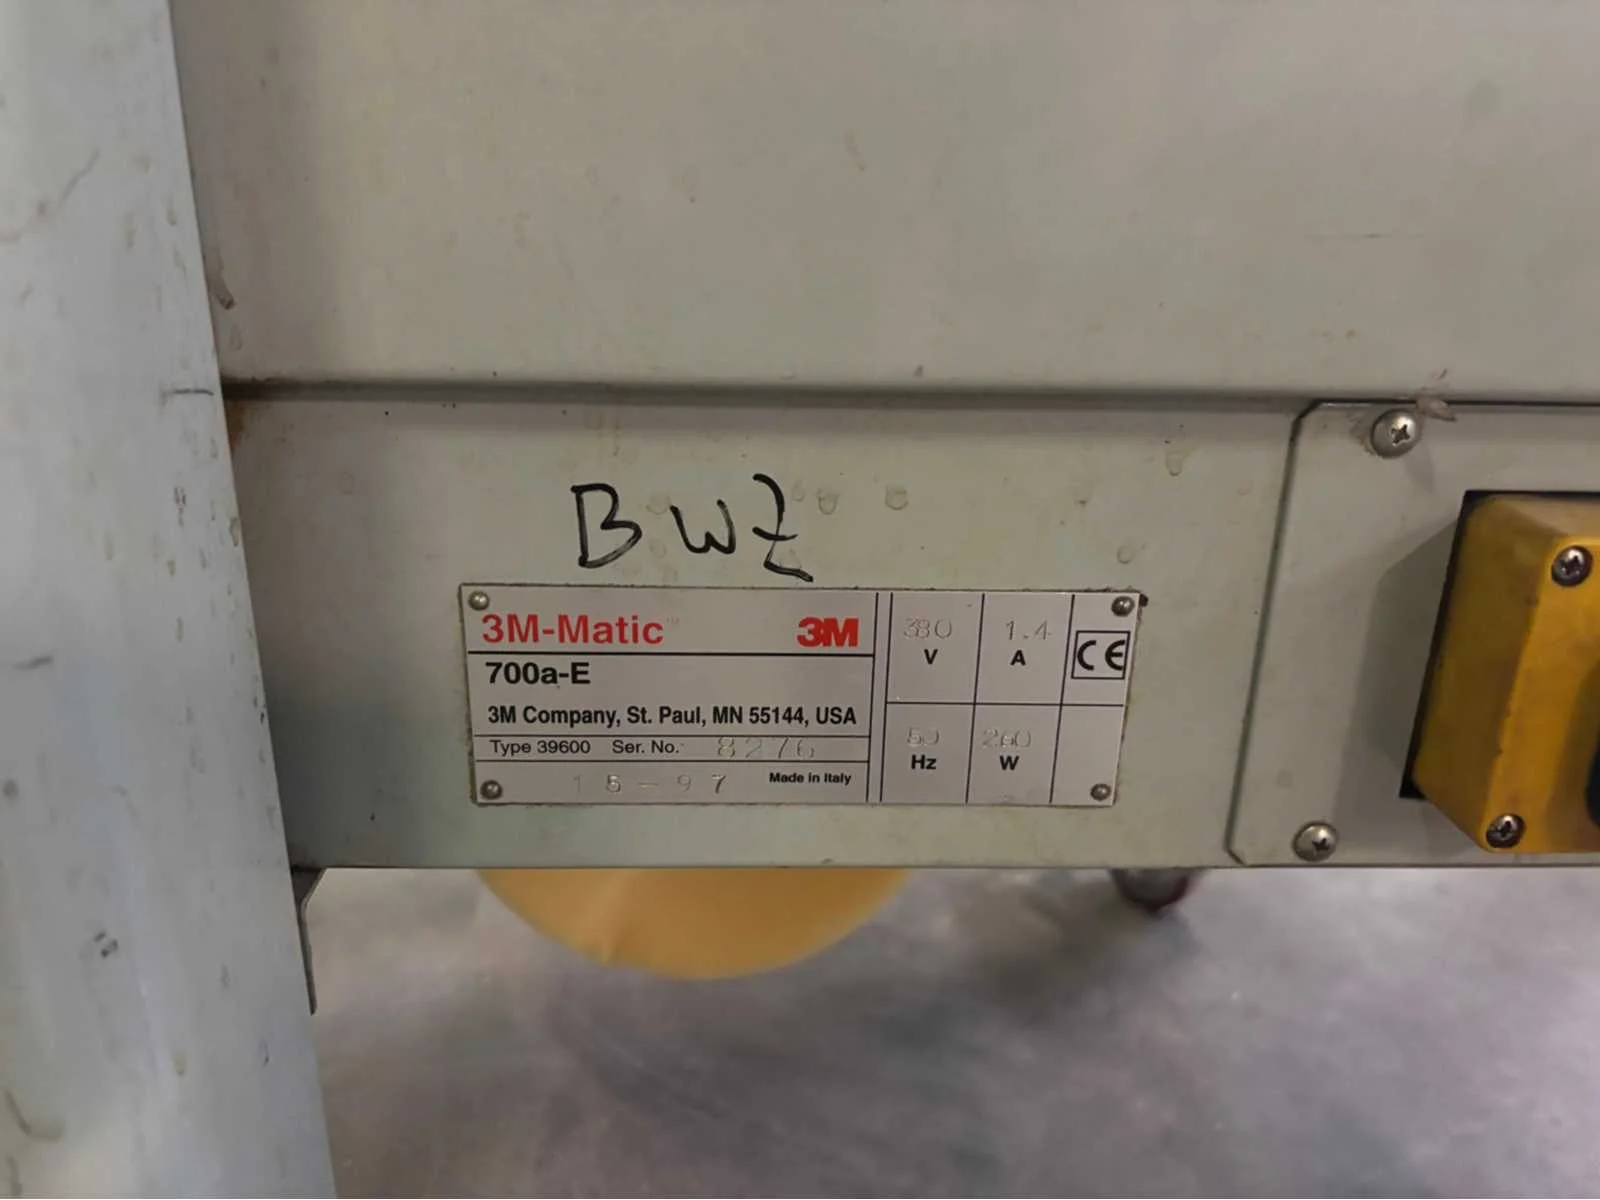 BWZ
3M-Matic™ 3M
700a-E
3M Company, St. Paul, MN 55144, USA
Type 39600 Ser. No. 8276
15-97 Made in Italy
380 V
1.4 A
CE
50 Hz
260 W